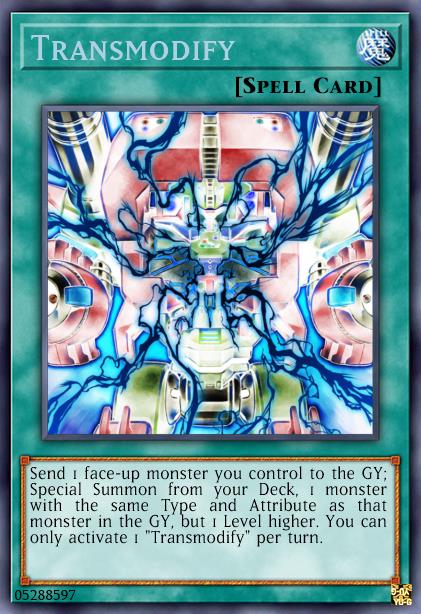 Transmodify
魔
[Spell Card]
Send 1 face-up monster you control to the GY;
Special Summon from your Deck, 1 monster
with the same Type and Attribute as that
monster in the GY, but 1 Level higher. You can
only activate 1 "Transmodify" per turn.
05288597